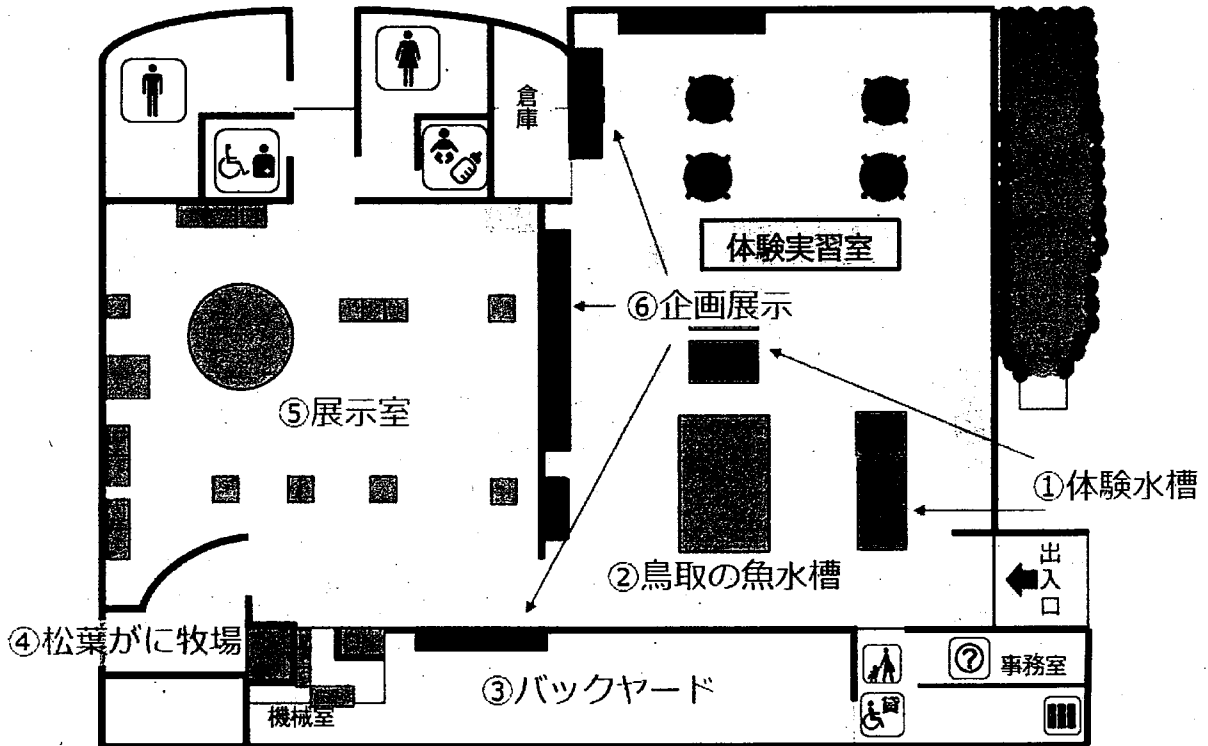 倉庫
体験実習室
⑥企画展示
⑤展示室
①体験水槽
②鳥取の魚水槽
出入口
④松葉がに牧場
事務室
?
貸
③バックヤード
機械室